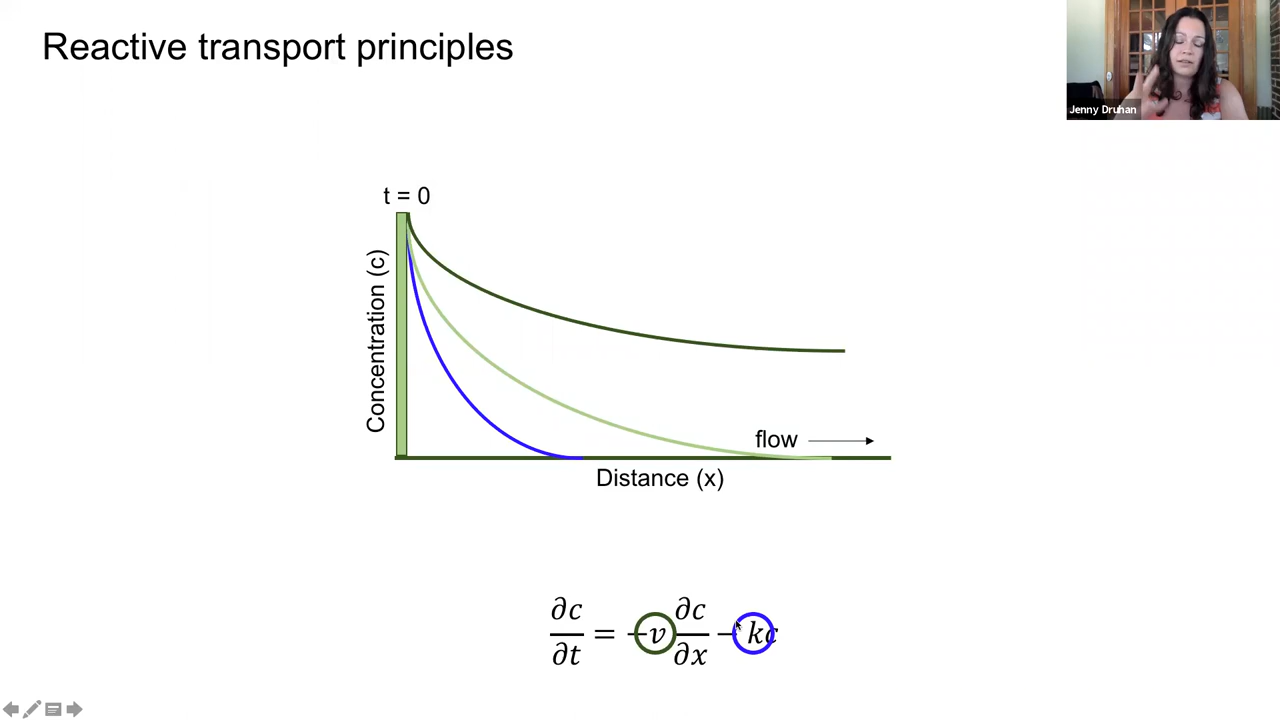 Reactive transport principles
Jenny Druhan
t = 0
Concentration (c)
flow
Distance (x)
∂c/∂t = −v ∂c/∂x − kc